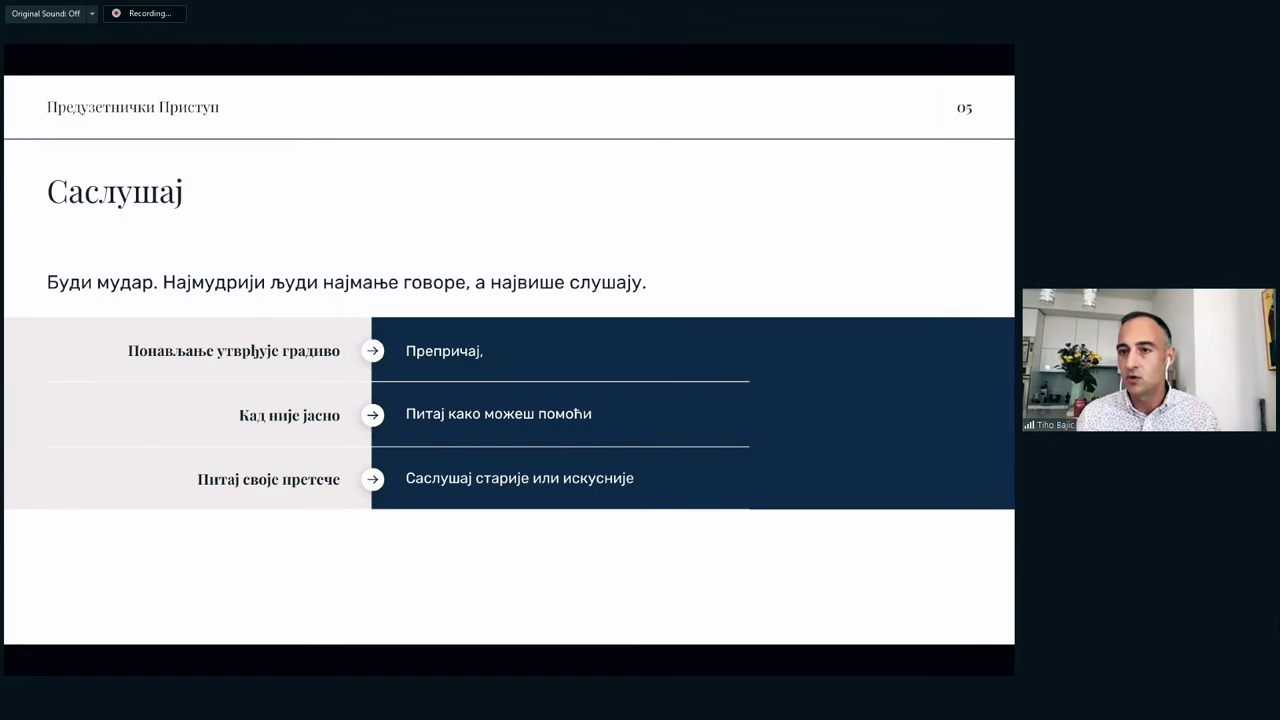 Original Sound: Off
Recording...
Предузетнички Приступ
05
Саслушај
Буди мудар. Најмудрији људи најмање говоре, а највише слушају.
Понављање утврђује градиво
Препричај,
Кад није јасно
Питај како можеш помоћи
Питај своје претече
Саслушај старије или искусније
Tiho Bajic